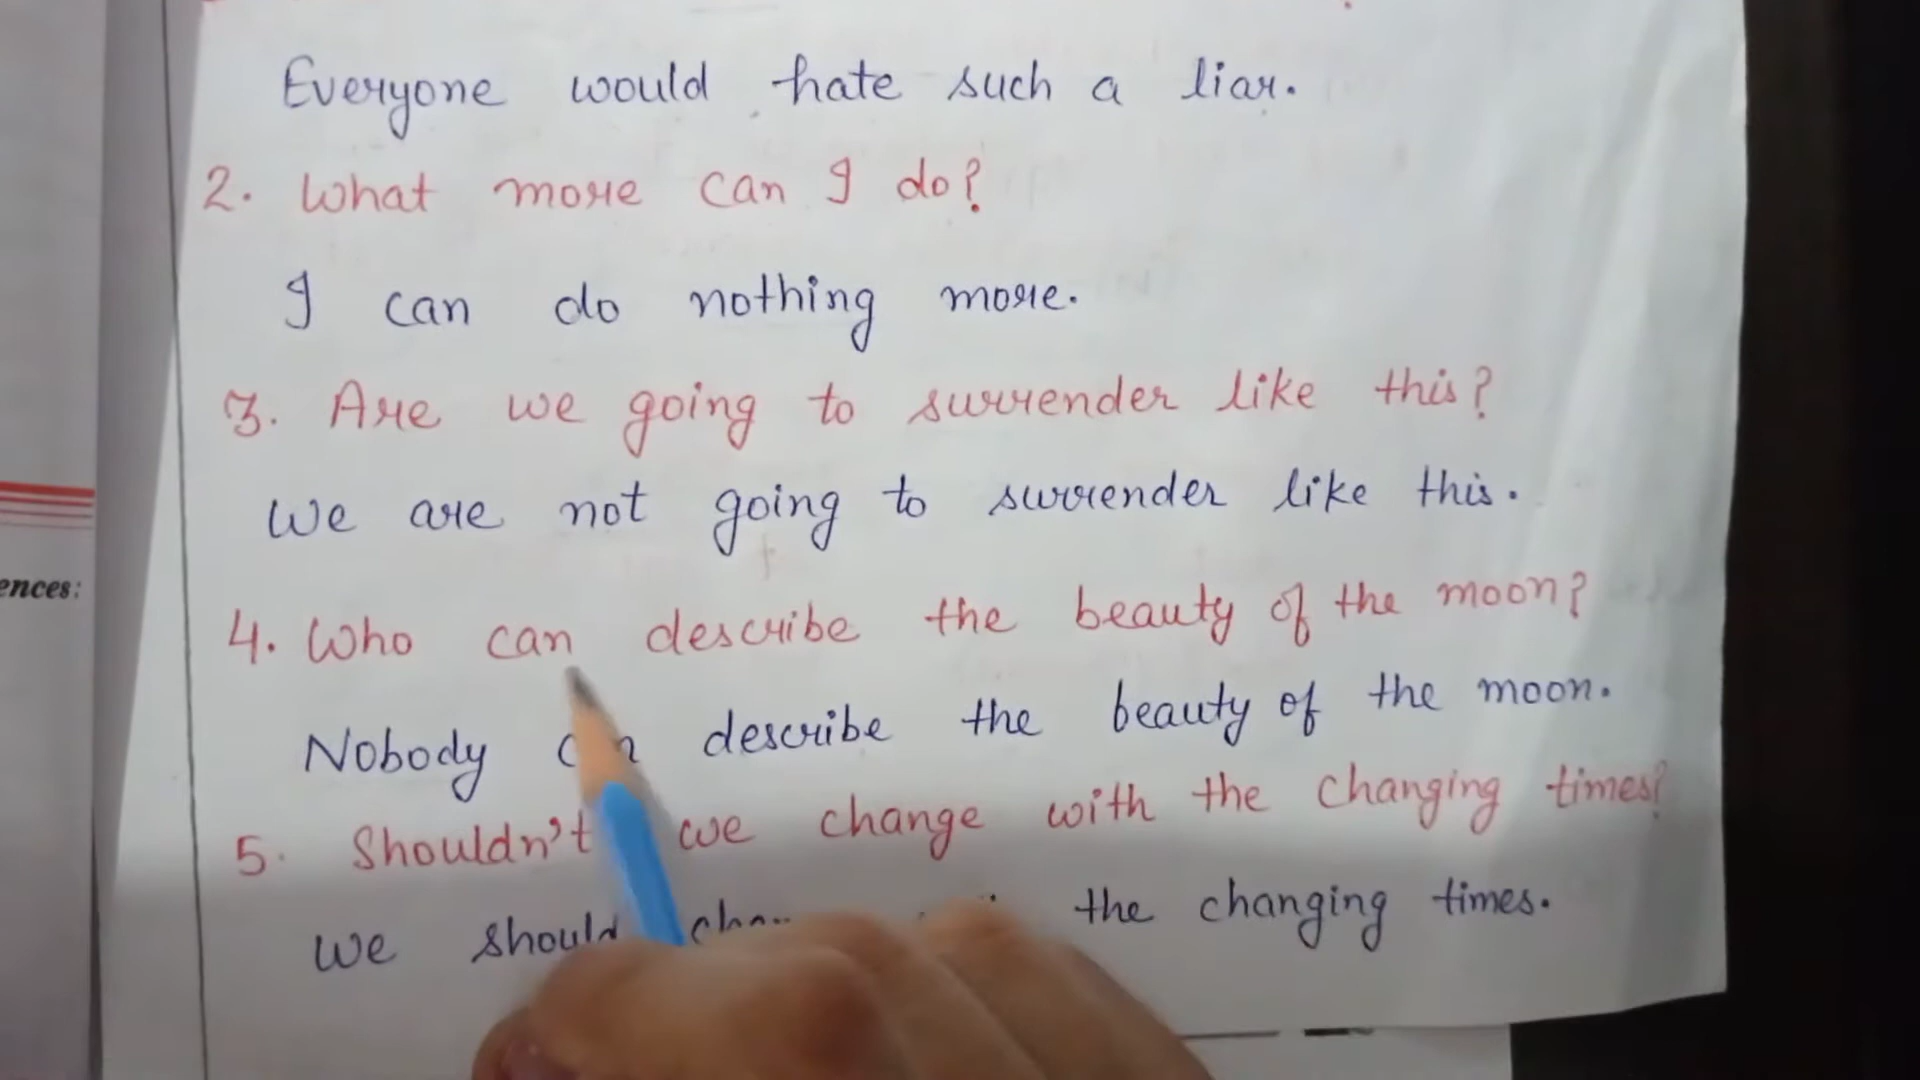 Everyone would hate such a liar.
2. What more can I do?
I can do nothing more.
3. Are we going to surrender like this?
We are not going to surrender like this.
ences:
4. Who can describe the beauty of the moon?
Nobody can describe the beauty of the moon.
5. Shouldn't we change with the changing times?
We should the changing times.